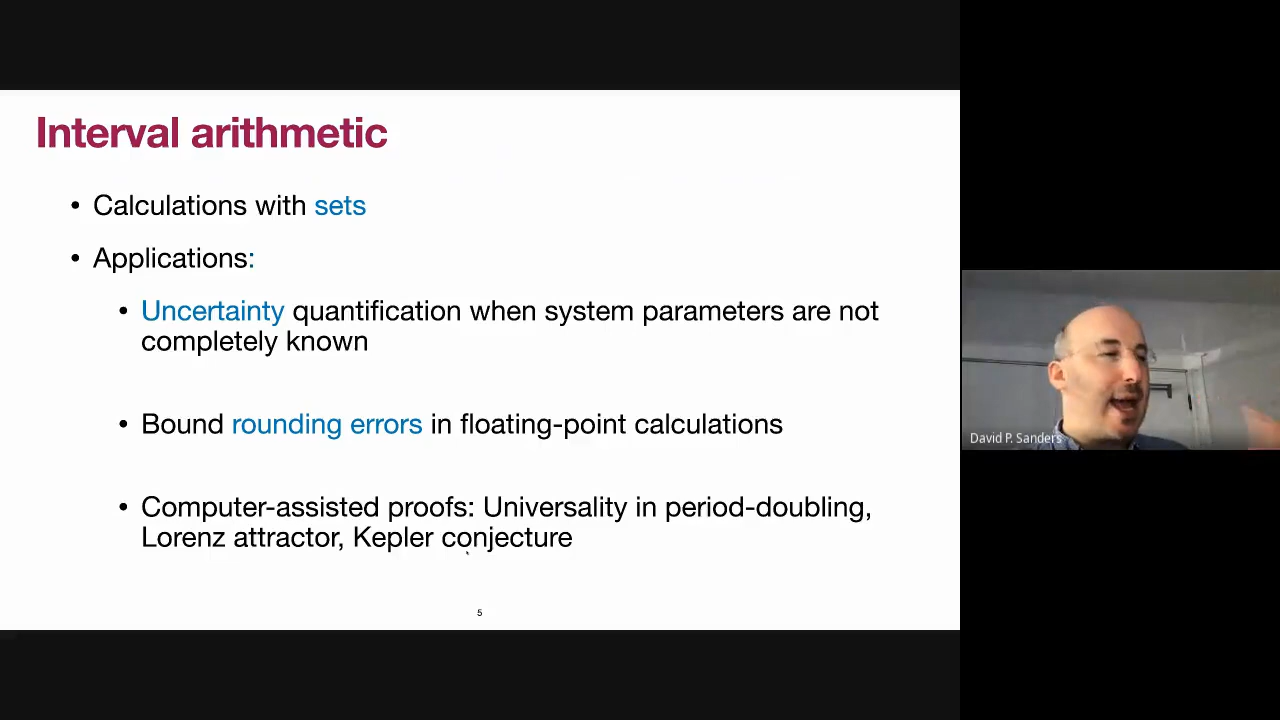 Interval arithmetic
• Calculations with sets
• Applications:
• Uncertainty quantification when system parameters are not
completely known
• Bound rounding errors in floating-point calculations
• Computer-assisted proofs: Universality in period-doubling,
Lorenz attractor, Kepler conjecture
5
David P. Sanders